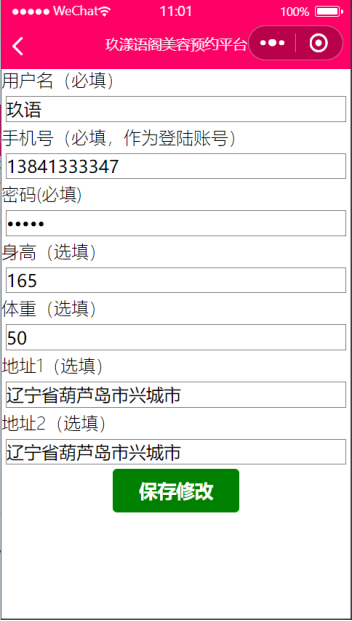 WeChat 11:01 100%
玖漾语阁美容预约平台
用户名（必填）
玖语
手机号（必填，作为登陆账号）
13841333347
密码(必填)
•••••
身高（选填）
165
体重（选填）
50
地址1（选填）
辽宁省葫芦岛市兴城市
地址2（选填）
辽宁省葫芦岛市兴城市
保存修改